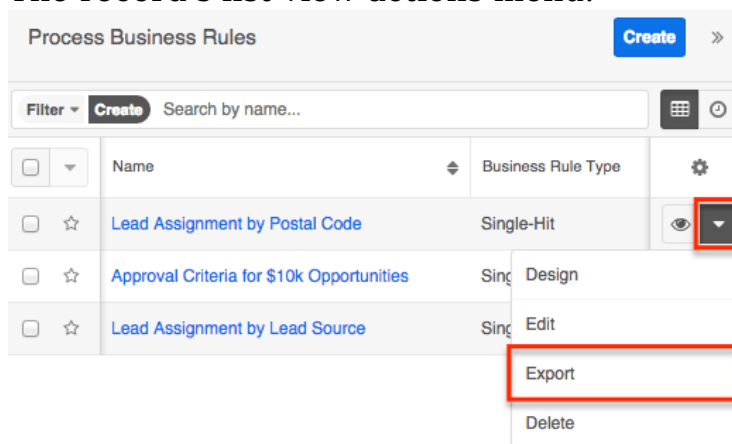 The record's list view actions menu.
Process Business Rules Create »
Filter Create Search by name...
Name Business Rule Type
Lead Assignment by Postal Code Single-Hit
Approval Criteria for $10k Opportunities Sing
Design
Lead Assignment by Lead Source Sing
Edit
Export
Delete